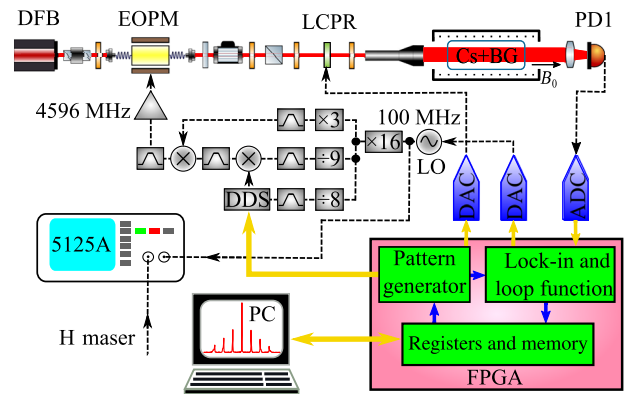 DFB
EOPM
LCPR
PD1
Cs+BG
B0
4596 MHz
×3
100 MHz
×16
÷9
LO
DDS
÷8
DAC
DAC
ADC
5125A
Pattern
generator
Lock-in and
loop function
PC
H maser
Registers and memory
FPGA